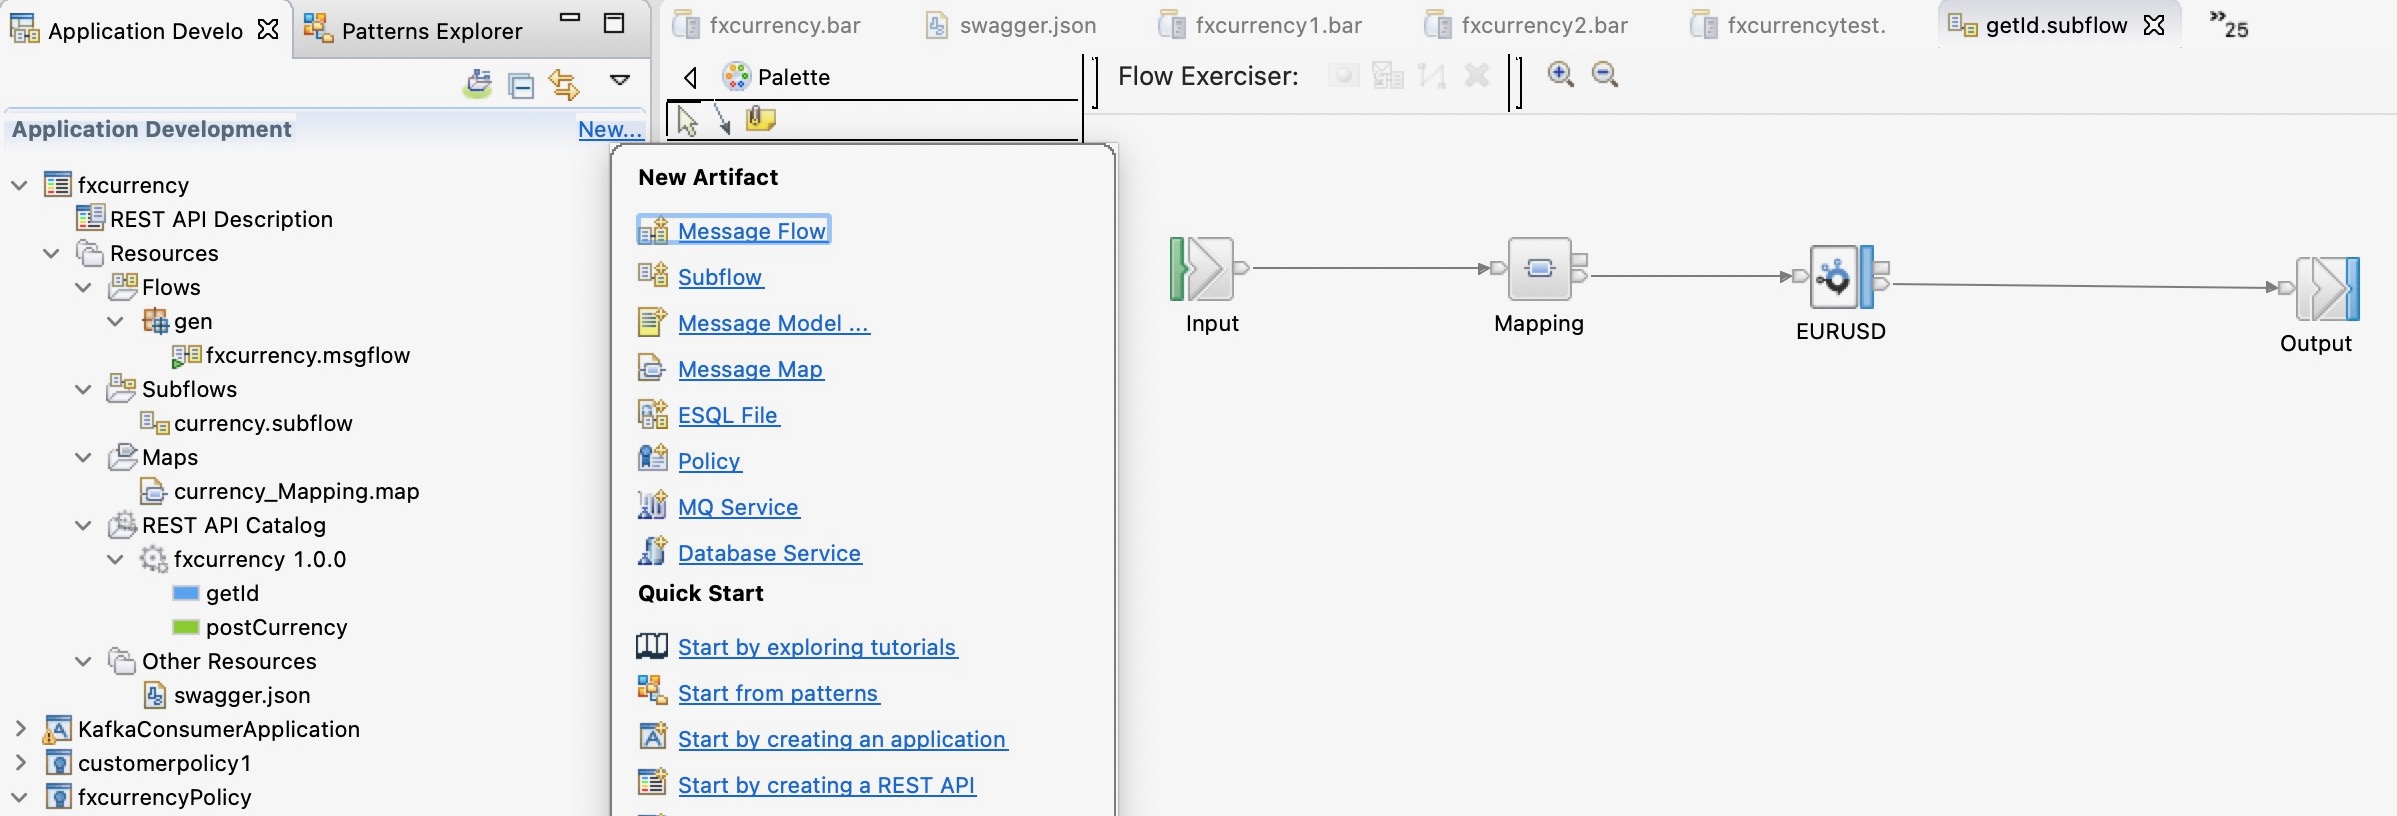 Application Develo
Patterns Explorer
fxcurrency.bar
swagger.json
fxcurrency1.bar
fxcurrency2.bar
fxcurrencytest.
getId.subflow
»25
Palette
Flow Exerciser:
Application Development
New...
fxcurrency
REST API Description
Resources
Flows
gen
fxcurrency.msgflow
Subflows
currency.subflow
Maps
currency_Mapping.map
REST API Catalog
fxcurrency 1.0.0
getId
postCurrency
Other Resources
swagger.json
KafkaConsumerApplication
customerpolicy1
fxcurrencyPolicy
New Artifact
Message Flow
Subflow
Message Model ...
Message Map
ESQL File
Policy
MQ Service
Database Service
Quick Start
Start by exploring tutorials
Start from patterns
Start by creating an application
Start by creating a REST API
Input
Mapping
EURUSD
Output